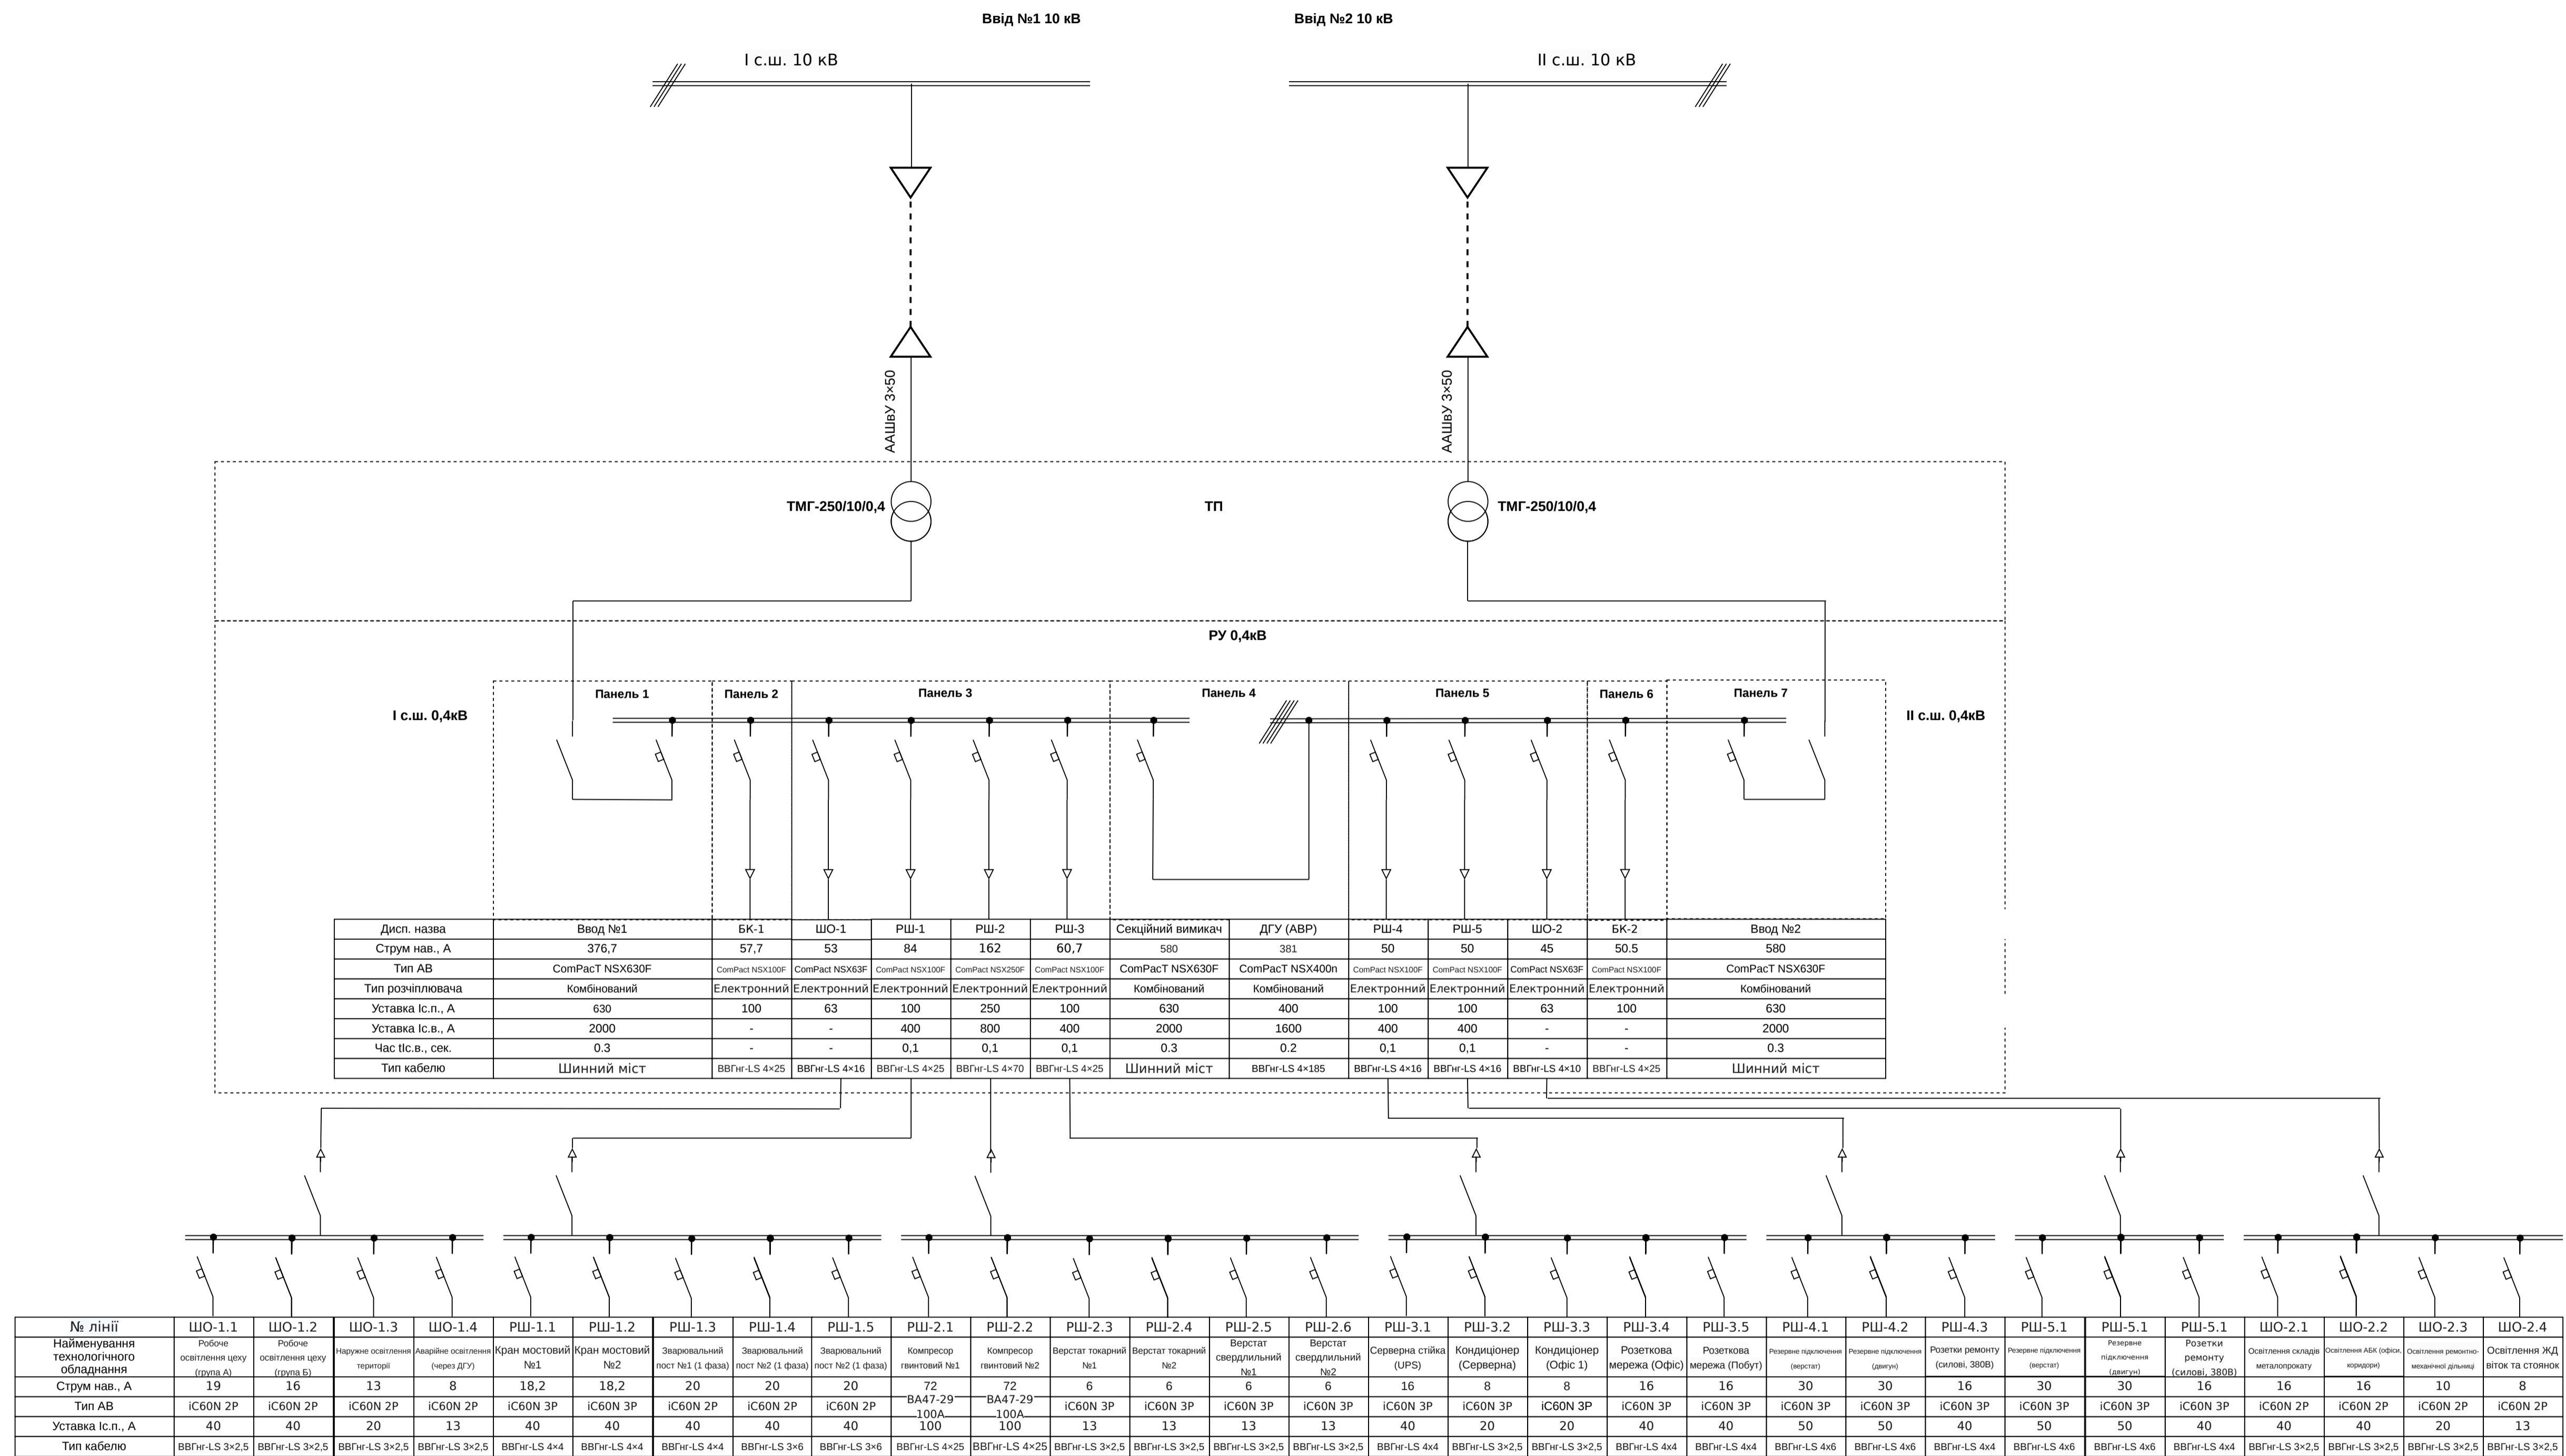 Ввід №1 10 кВ
Ввід №2 10 кВ
I с.ш. 10 кВ
II с.ш. 10 кВ
ААШвУ 3×50
ААШвУ 3×50
ТМГ-250/10/0,4
ТП
ТМГ-250/10/0,4
РУ 0,4кВ
Панель 1
Панель 2
Панель 3
Панель 4
Панель 5
Панель 6
Панель 7
I с.ш. 0,4кВ
II с.ш. 0,4кВ
Дисп. назва Ввод №1 БК-1 ШО-1 РШ-1 РШ-2 РШ-3 Секційний вимикач ДГУ (АВР) РШ-4 РШ-5 ШО-2 БК-2 Ввод №2
Струм нав., А 376,7 57,7 53 84 162 60,7 580 381 50 50 45 50.5 580
Тип АВ ComPacT NSX630F ComPact NSX100F ComPact NSX63F ComPact NSX100F ComPact NSX250F ComPact NSX100F ComPacT NSX630F ComPacT NSX400n ComPact NSX100F ComPact NSX100F ComPact NSX63F ComPact NSX100F ComPacT NSX630F
Тип розчіплювача Комбінований Електронний Електронний Електронний Електронний Електронний Комбінований Комбінований Електронний Електронний Електронний Електронний Комбінований
Уставка Іс.п., А 630 100 63 100 250 100 630 400 100 100 63 100 630
Уставка Іс.в., А 2000 - - 400 800 400 2000 1600 400 400 - - 2000
Час tIс.в., сек. 0.3 - - 0,1 0,1 0,1 0.3 0.2 0,1 0,1 - - 0.3
Тип кабелю Шинний міст ВВГнг-LS 4×25 ВВГнг-LS 4×16 ВВГнг-LS 4×25 ВВГнг-LS 4×70 ВВГнг-LS 4×25 Шинний міст ВВГнг-LS 4×185 ВВГнг-LS 4×16 ВВГнг-LS 4×16 ВВГнг-LS 4×10 ВВГнг-LS 4×25 Шинний міст
№ лінії ШО-1.1 ШО-1.2 ШО-1.3 ШО-1.4 РШ-1.1 РШ-1.2 РШ-1.3 РШ-1.4 РШ-1.5 РШ-2.1 РШ-2.2 РШ-2.3 РШ-2.4 РШ-2.5 РШ-2.6 РШ-3.1 РШ-3.2 РШ-3.3 РШ-3.4 РШ-3.5 РШ-4.1 РШ-4.2 РШ-4.3 РШ-5.1 РШ-5.1 РШ-5.1 ШО-2.1 ШО-2.2 ШО-2.3 ШО-2.4
Найменування
технологічного
обладнання
Робоче
освітлення цеху
(група А)
Робоче
освітлення цеху
(група Б)
Наружне освітлення
території
Аварійне освітлення
(через ДГУ)
Кран мостовий
№1
Кран мостовий
№2
Зварювальний
пост №1 (1 фаза)
Зварювальний
пост №2 (1 фаза)
Зварювальний
пост №2 (1 фаза)
Компресор
гвинтовий №1
Компресор
гвинтовий №2
Верстат токарний
№1
Верстат токарний
№2
Верстат
свердлильний
№1
Верстат
свердлильний
№2
Серверна стійка
(UPS)
Кондиціонер
(Серверна)
Кондиціонер
(Офіс 1)
Розеткова
мережа (Офіс)
Розеткова
мережа (Побут)
Резервне підключення
(верстат)
Резервне підключення
(двигун)
Розетки ремонту
(силові, 380В)
Резервне підключення
(верстат)
Резервне
підключення
(двигун)
Розетки
ремонту
(силові, 380В)
Освітлення складів
металопрокату
Освітлення АБК (офіси,
коридори)
Освітлення ремонтно-
механічної дільниці
Освітлення ЖД
віток та стоянок
Струм нав., А 19 16 13 8 18,2 18,2 20 20 20 72 72 6 6 6 6 16 8 8 16 16 30 30 16 30 30 16 16 16 10 8
Тип АВ iC60N 2P iC60N 2P iC60N 2P iC60N 2P iC60N 3P iC60N 3P iC60N 2P iC60N 2P iC60N 2P ВА47-29 100А ВА47-29 100А iC60N 3P iC60N 3P iC60N 3P iC60N 3P iC60N 3P iC60N 3P iC60N 3P iC60N 3P iC60N 3P iC60N 3P iC60N 3P iC60N 3P iC60N 3P iC60N 3P iC60N 3P iC60N 2P iC60N 2P iC60N 2P iC60N 2P
Уставка Іс.п., А 40 40 20 13 40 40 40 40 40 100 100 13 13 13 13 40 20 20 40 40 50 50 40 50 50 40 40 40 20 13
Тип кабелю ВВГнг-LS 3×2,5 ВВГнг-LS 3×2,5 ВВГнг-LS 3×2,5 ВВГнг-LS 3×2,5 ВВГнг-LS 4×4 ВВГнг-LS 4×4 ВВГнг-LS 4×4 ВВГнг-LS 3×6 ВВГнг-LS 3×6 ВВГнг-LS 4×25 ВВГнг-LS 4×25 ВВГнг-LS 3×2,5 ВВГнг-LS 3×2,5 ВВГнг-LS 3×2,5 ВВГнг-LS 3×2,5 ВВГнг-LS 4x4 ВВГнг-LS 3×2,5 ВВГнг-LS 3×2,5 ВВГнг-LS 4x4 ВВГнг-LS 4x4 ВВГнг-LS 4x6 ВВГнг-LS 4x6 ВВГнг-LS 4x4 ВВГнг-LS 4x6 ВВГнг-LS 4x6 ВВГнг-LS 4x4 ВВГнг-LS 3×2,5 ВВГнг-LS 3×2,5 ВВГнг-LS 3×2,5 ВВГнг-LS 3×2,5